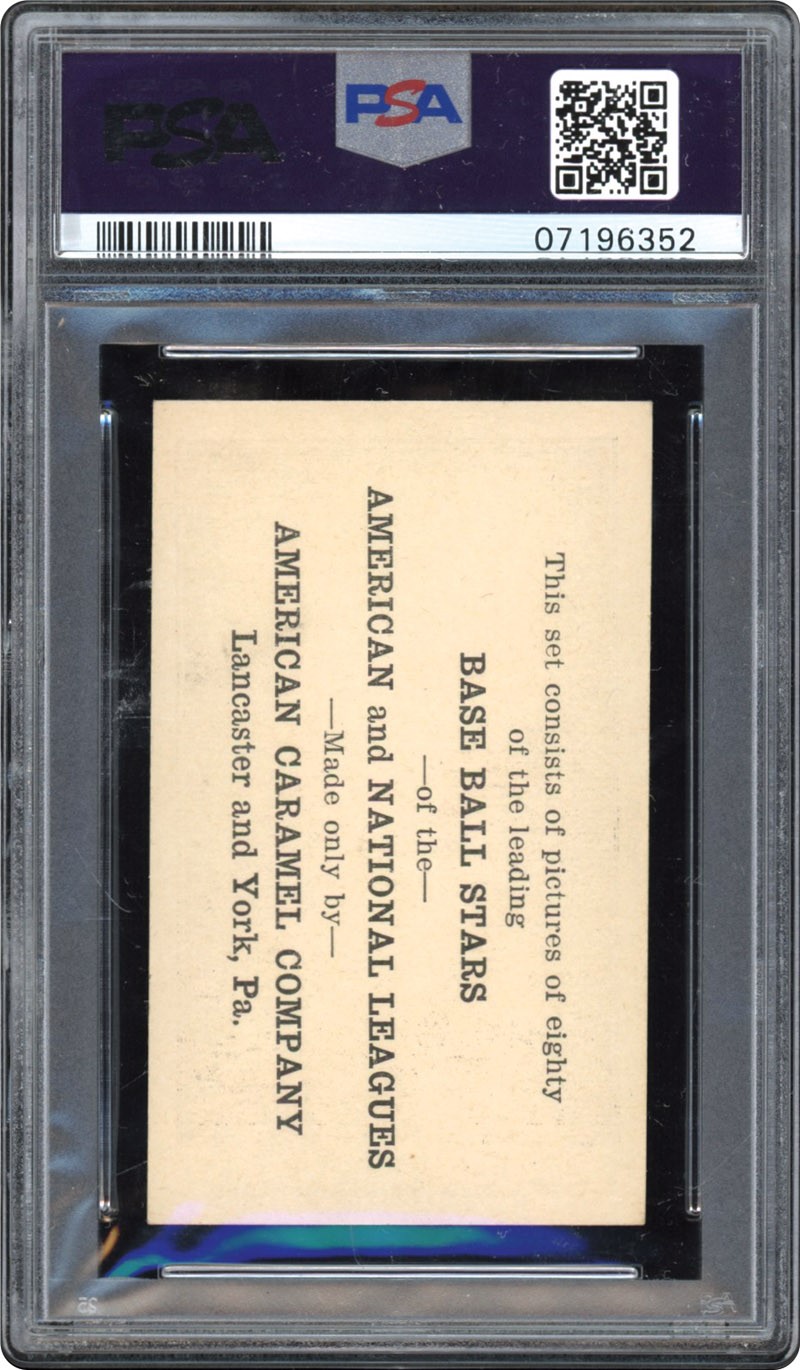 PSA
PSA
07196352
This set consists of pictures of eighty
of the leading
BASE BALL STARS
—of the—
AMERICAN and NATIONAL LEAGUES
—Made only by—
AMERICAN CARAMEL COMPANY
Lancaster and York, Pa.